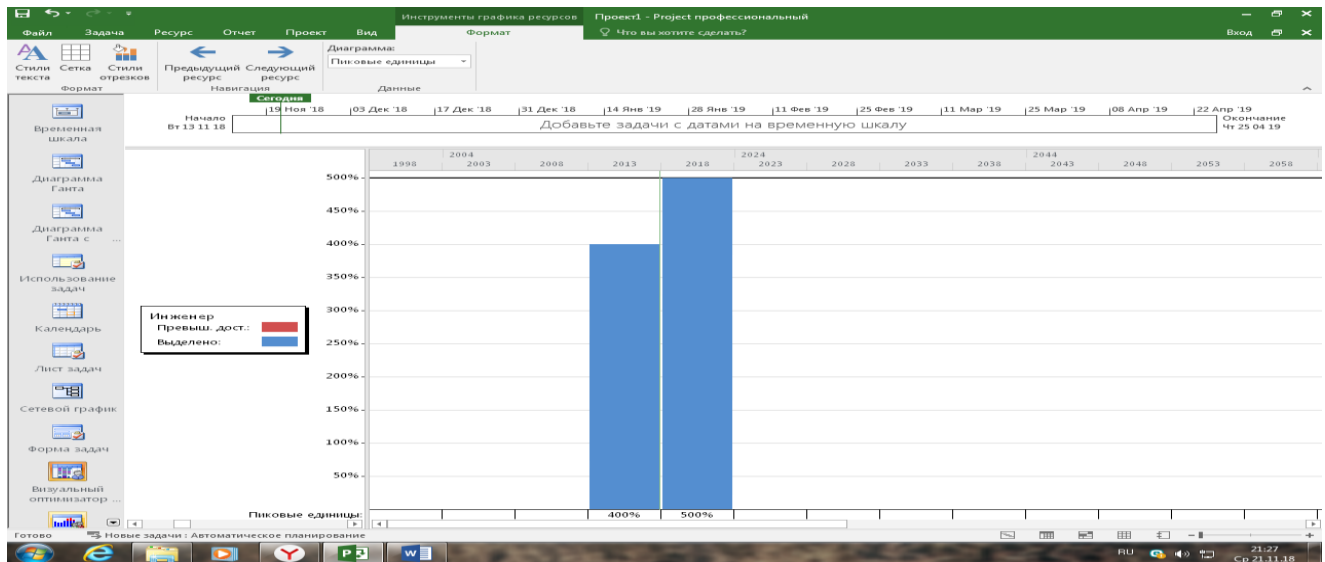 Инструменты графика ресурсов
Проект1 - Project профессиональный
Файл Задача Ресурс Отчет Проект Вид Формат Что вы хотите сделать? Вход
Стили текста
Сетка
Стили отрезков
Предыдущий ресурс
Следующий ресурс
Диаграмма:
Пиковые единицы
Формат Навигация Данные
Сегодня
19 Ноя '18 03 Дек '18 17 Дек '18 31 Дек '18 14 Янв '19 28 Янв '19 11 Фев '19 25 Фев '19 11 Мар '19 25 Мар '19 08 Апр '19 22 Апр '19
Начало
Вт 13 11 18
Добавьте задачи с датами на временную шкалу
Окончание
Чт 25 04 19
Временная шкала
Диаграмма Ганта
Диаграмма Ганта с ...
Использование задач
Календарь
Лист задач
Сетевой график
Форма задач
Визуальный оптимизатор ...
2004 2024 2044
1998 2003 2008 2013 2018 2023 2028 2033 2038 2043 2048 2053 2058
500%
450%
400%
350%
300%
250%
200%
150%
100%
50%
Инженер
Превыш. дост.:
Выделено:
Пиковые единицы: 400% 500%
Готово Новые задачи : Автоматическое планирование
RU
21:27
Ср 21.11.18